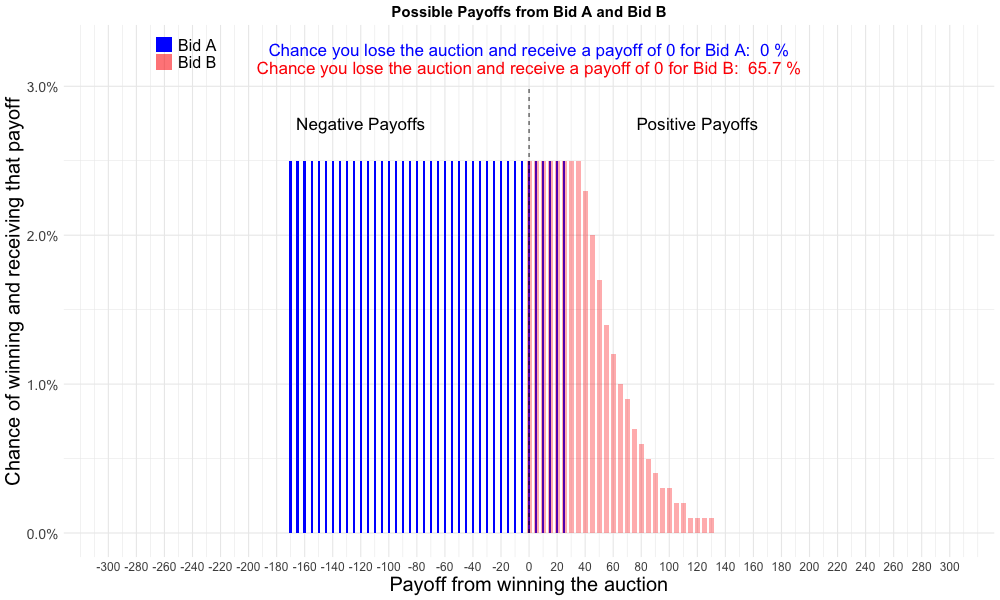 Possible Payoffs from Bid A and Bid B
Bid A
Bid B
Chance you lose the auction and receive a payoff of 0 for Bid A:  0 %
Chance you lose the auction and receive a payoff of 0 for Bid B:  65.7 %
Negative Payoffs
Positive Payoffs
Chance of winning and receiving that payoff
3.0%
2.0%
1.0%
0.0%
-300 -280 -260 -240 -220 -200 -180 -160 -140 -120 -100 -80 -60 -40 -20 0 20 40 60 80 100 120 140 160 180 200 220 240 260 280 300
Payoff from winning the auction